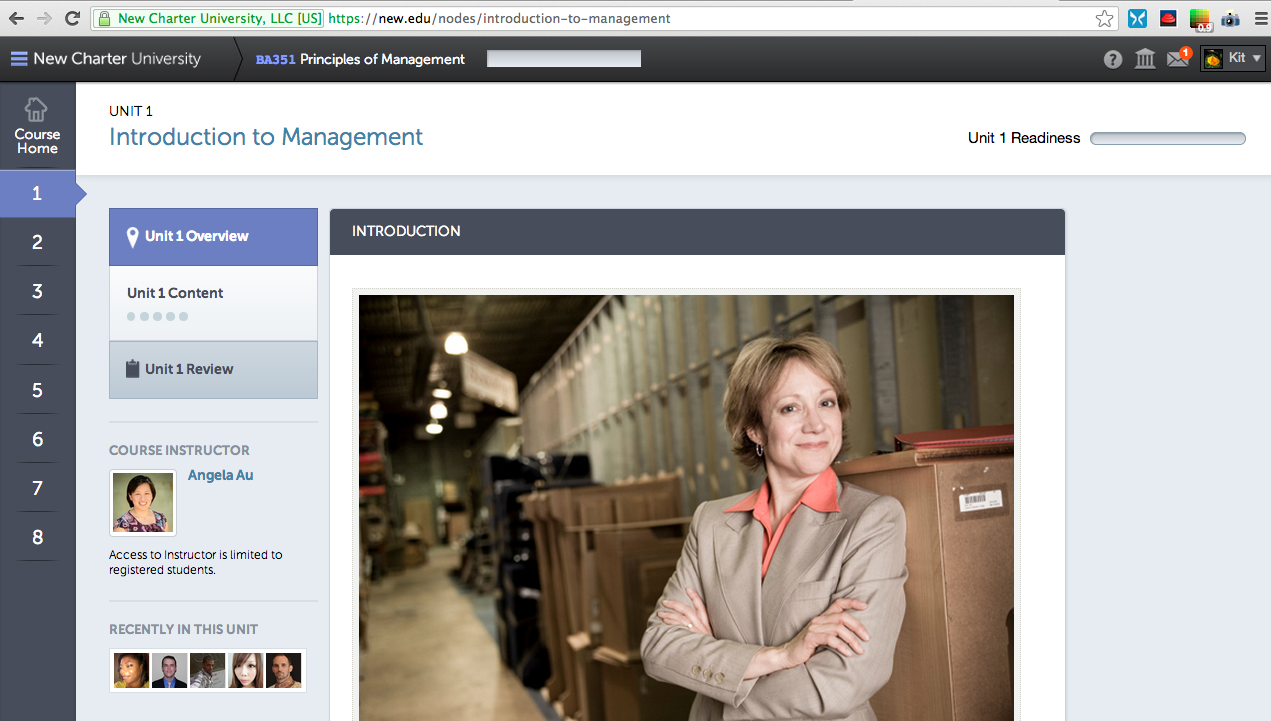 New Charter University, LLC [US] https://new.edu/nodes/introduction-to-management
0.9
New Charter University
BA351 Principles of Management
?
1
Kit
Course
Home
1
2
3
4
5
6
7
8
UNIT 1
Introduction to Management
Unit 1 Readiness
Unit 1 Overview
Unit 1 Content
Unit 1 Review
COURSE INSTRUCTOR
Angela Au
Access to Instructor is limited to
registered students.
RECENTLY IN THIS UNIT
INTRODUCTION